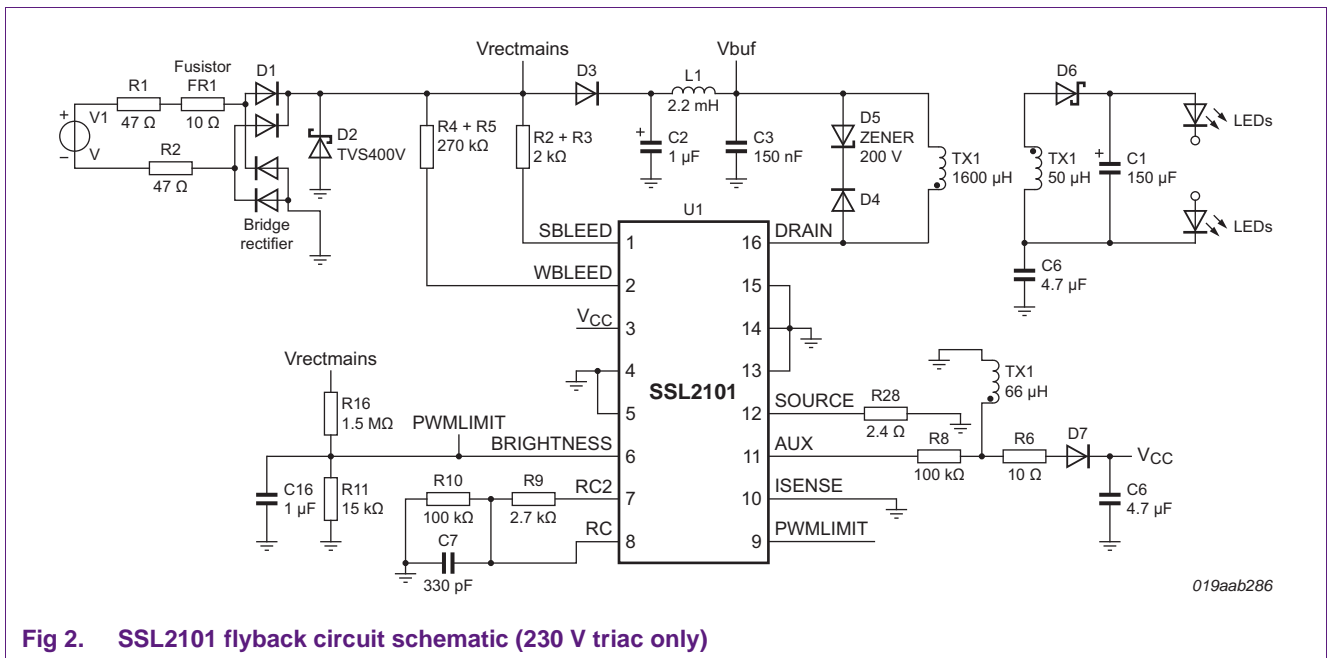 Vrectmains
Vbuf
Fusistor
R1
FR1
D1
D3
L1
D6
+
V1
−
V
47 Ω
10 Ω
2.2 mH
R2
47 Ω
D2
TVS400V
R4 + R5
270 kΩ
R2 + R3
2 kΩ
+
C2
1 μF
C3
150 nF
D5
ZENER
200 V
D4
TX1
1600 μH
TX1
50 μH
+
C1
150 μF
LEDs
LEDs
Bridge
rectifier
C6
4.7 μF
U1
SSL2101
SBLEED
1
WBLEED
2
VCC
3
4
5
BRIGHTNESS
6
RC2
7
RC
8
16
DRAIN
15
14
13
12
SOURCE
11
AUX
10
ISENSE
9
PWMLIMIT
Vrectmains
R16
1.5 MΩ
PWMLIMIT
C16
1 μF
R11
15 kΩ
R10
100 kΩ
R9
2.7 kΩ
C7
330 pF
R28
2.4 Ω
TX1
66 μH
R8
100 kΩ
R6
10 Ω
D7
VCC
C6
4.7 μF
019aab286
Fig 2. SSL2101 flyback circuit schematic (230 V triac only)